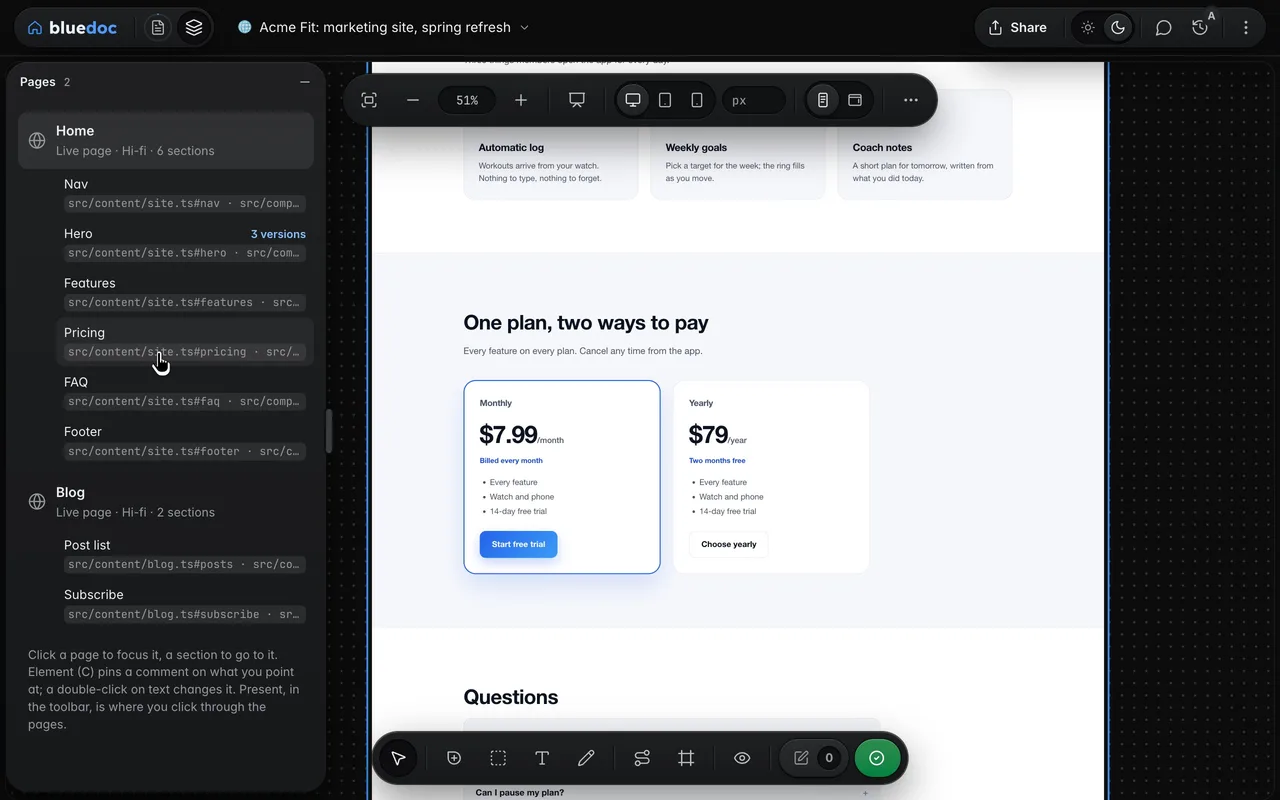 bluedoc
Acme Fit: marketing site, spring refresh
Share
A
Pages 2
Home
Live page · Hi-fi · 6 sections
Nav
src/content/site.ts#nav · src/comp…
Hero
3 versions
src/content/site.ts#hero · src/com…
Features
src/content/site.ts#features · src…
Pricing
src/content/site.ts#pricing · src/…
FAQ
src/content/site.ts#faq · src/comp…
Footer
src/content/site.ts#footer · src/c…
Blog
Live page · Hi-fi · 2 sections
Post list
src/content/blog.ts#posts · src/co…
Subscribe
src/content/blog.ts#subscribe · sr…
Click a page to focus it, a section to go to it.
Element (C) pins a comment on what you point
at; a double-click on text changes it. Present, in
the toolbar, is where you click through the
pages.
51%
px
Automatic log
Workouts arrive from your watch.
Nothing to type, nothing to forget.
Weekly goals
Pick a target for the week; the ring fills
as you move.
Coach notes
A short plan for tomorrow, written from
what you did today.
One plan, two ways to pay
Every feature on every plan. Cancel any time from the app.
Monthly
$7.99/month
Billed every month
• Every feature
• Watch and phone
• 14-day free trial
Start free trial
Yearly
$79/year
Two months free
• Every feature
• Watch and phone
• 14-day free trial
Choose yearly
Questions
0
Can I pause my plan?
+